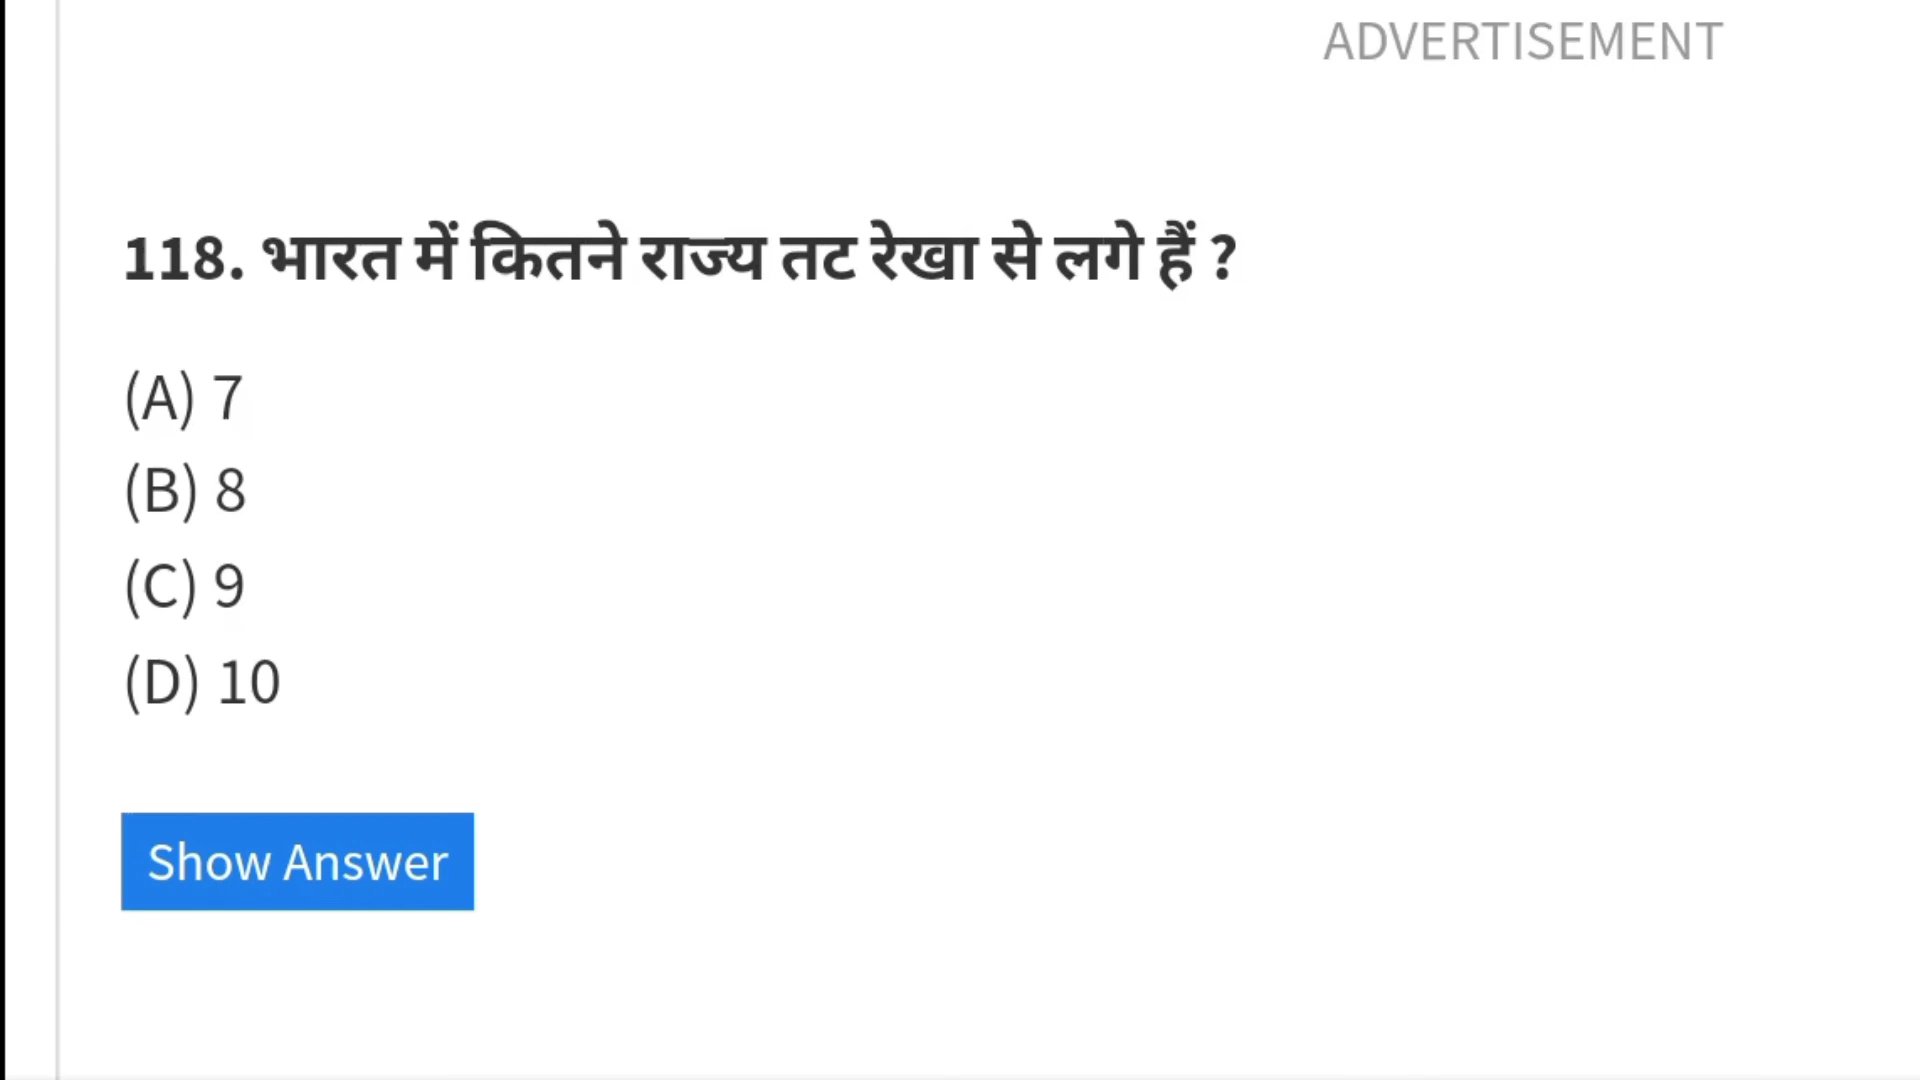 ADVERTISEMENT
118. भारत में कितने राज्य तट रेखा से लगे हैं ?
(A) 7
(B) 8
(C) 9
(D) 10
Show Answer